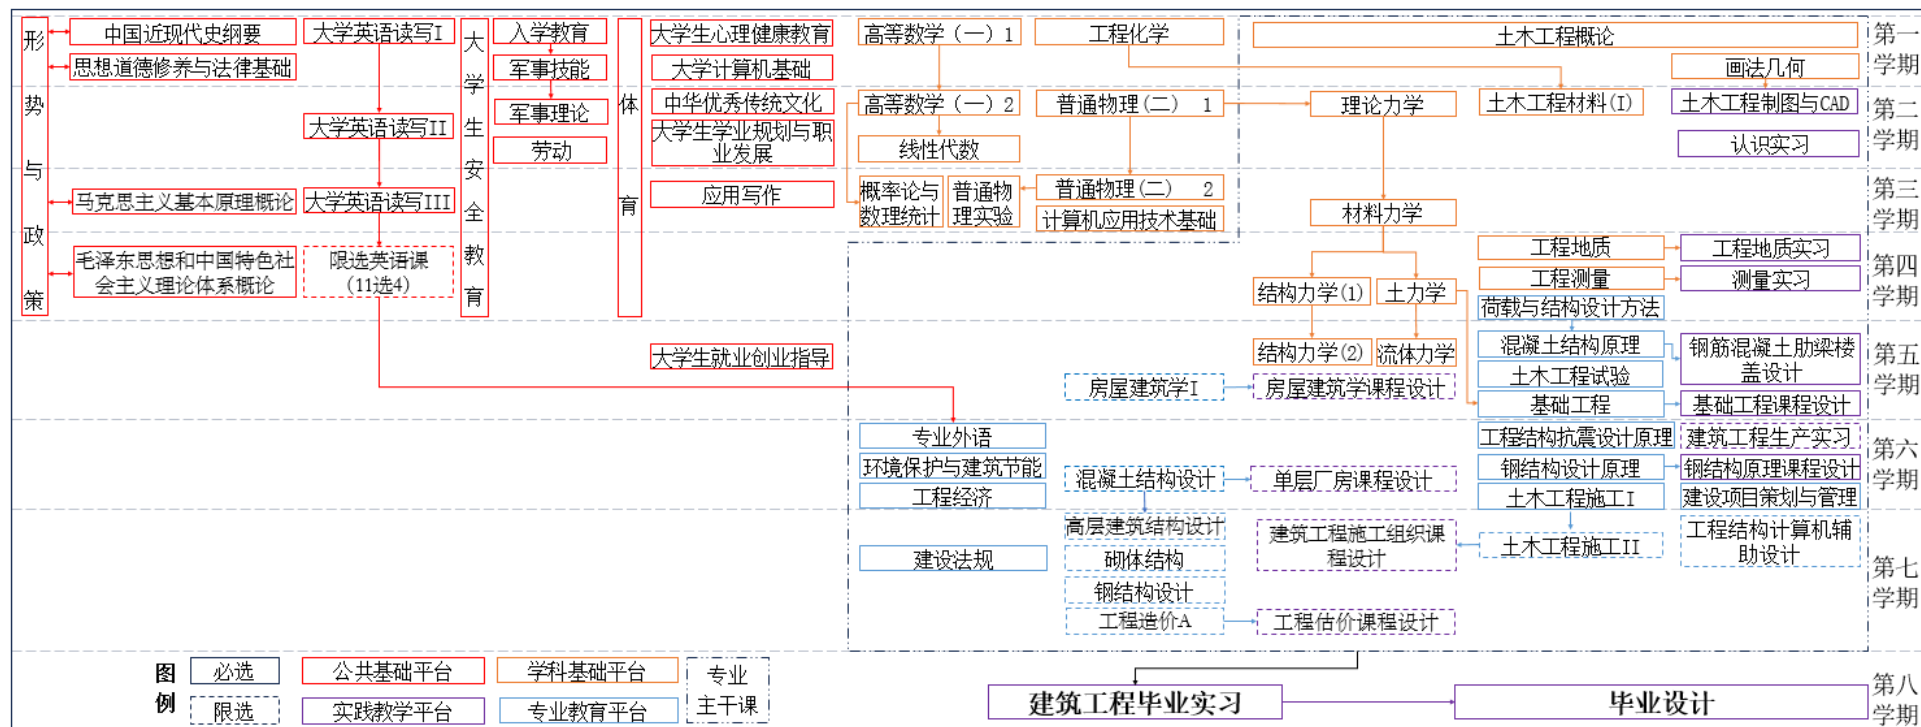 形
势
与
政
策
中国近现代史纲要
思想道德修养与法律基础
马克思主义基本原理概论
毛泽东思想和中国特色社
会主义理论体系概论
大学英语读写I
大学英语读写II
大学英语读写III
限选英语课
(11选4)
大
学
生
安
全
教
育
入学教育
军事技能
军事理论
劳动
体
育
大学生心理健康教育
大学计算机基础
中华优秀传统文化
大学生学业规划与职
业发展
应用写作
大学生就业创业指导
高等数学(一)1
高等数学(一)2
线性代数
概率论与
数理统计
普通物
理实验
工程化学
普通物理(二) 1
普通物理(二) 2
计算机应用技术基础
土木工程概论
画法几何
理论力学
土木工程材料(I)
土木工程制图与CAD
认识实习
材料力学
工程地质
工程地质实习
工程测量
测量实习
结构力学(1)
土力学
荷载与结构设计方法
结构力学(2)
流体力学
混凝土结构原理
钢筋混凝土肋梁楼
盖设计
土木工程试验
房屋建筑学I
房屋建筑学课程设计
基础工程
基础工程课程设计
专业外语
工程结构抗震设计原理
建筑工程生产实习
环境保护与建筑节能
混凝土结构设计
单层厂房课程设计
钢结构设计原理
钢结构原理课程设计
工程经济
土木工程施工I
建设项目策划与管理
高层建筑结构设计
建筑工程施工组织课
程设计
土木工程施工II
工程结构计算机辅
助设计
建设法规
砌体结构
钢结构设计
工程造价A
工程估价课程设计
第一
学期
第二
学期
第三
学期
第四
学期
第五
学期
第六
学期
第七
学期
第八
学期
图
例
必选
公共基础平台
学科基础平台
专业
主干课
限选
实践教学平台
专业教育平台
建筑工程毕业实习
毕业设计